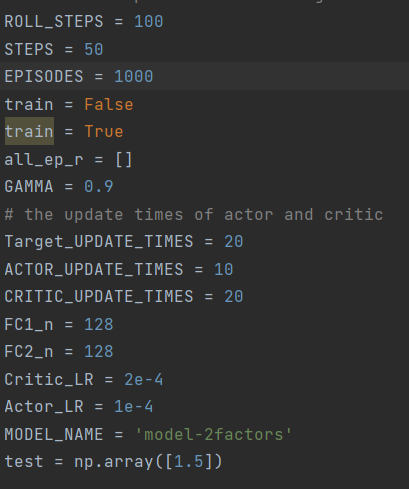 ROLL_STEPS = 100
STEPS = 50
EPISODES = 1000
train = False
train = True
all_ep_r = []
GAMMA = 0.9
# the update times of actor and critic
Target_UPDATE_TIMES = 20
ACTOR_UPDATE_TIMES = 10
CRITIC_UPDATE_TIMES = 20
FC1_n = 128
FC2_n = 128
Critic_LR = 2e-4
Actor_LR = 1e-4
MODEL_NAME = 'model-2factors'
test = np.array([1.5])